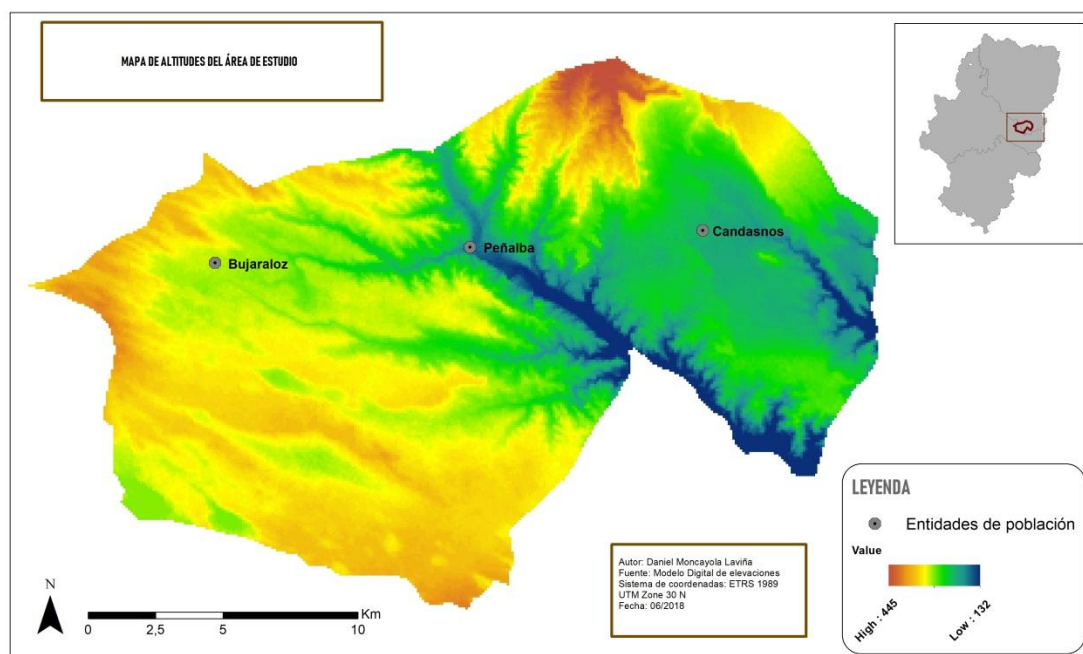 MAPA DE ALTITUDES DEL ÁREA DE ESTUDIO
Bujaraloz
Peñalba
Candasnos
N
Km
0 2,5 5 10
Autor: Daniel Moncayola Laviña
Fuente: Modelo Digital de elevaciones
Sistema de coordenadas: ETRS 1989
UTM Zone 30 N
Fecha: 06/2018
LEYENDA
Entidades de población
Value
High : 445
Low : 132